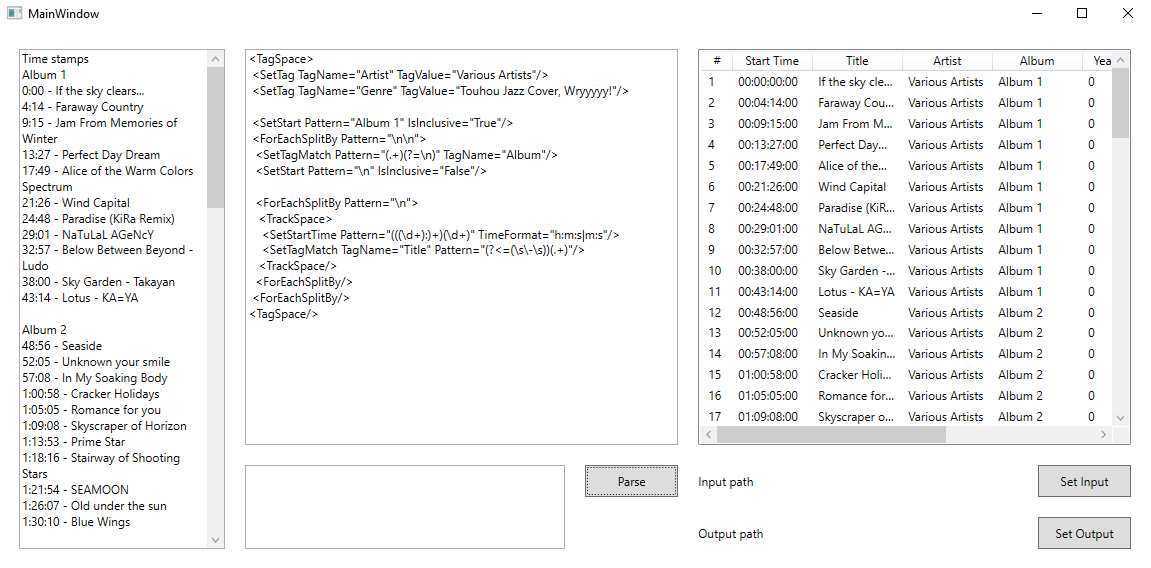 MainWindow
Time stamps
Album 1
0:00 - If the sky clears...
4:14 - Faraway Country
9:15 - Jam From Memories of
Winter
13:27 - Perfect Day Dream
17:49 - Alice of the Warm Colors
Spectrum
21:26 - Wind Capital
24:48 - Paradise (KiRa Remix)
29:01 - NaTuLaL AGeNcY
32:57 - Below Between Beyond -
Ludo
38:00 - Sky Garden - Takayan
43:14 - Lotus - KA=YA
Album 2
48:56 - Seaside
52:05 - Unknown your smile
57:08 - In My Soaking Body
1:00:58 - Cracker Holidays
1:05:05 - Romance for you
1:09:08 - Skyscraper of Horizon
1:13:53 - Prime Star
1:18:16 - Stairway of Shooting
Stars
1:21:54 - SEAMOON
1:26:07 - Old under the sun
1:30:10 - Blue Wings
<TagSpace>
<SetTag TagName="Artist" TagValue="Various Artists"/>
<SetTag TagName="Genre" TagValue="Touhou Jazz Cover, Wryyyyy!"/>
<SetStart Pattern="Album 1" IsInclusive="True"/>
<ForEachSplitBy Pattern="\n\n">
<SetTagMatch Pattern="(.+)(?=\n)" TagName="Album"/>
<SetStart Pattern="\n" IsInclusive="False"/>
<ForEachSplitBy Pattern="\n">
<TrackSpace>
<SetStartTime Pattern="(((\d+):)+)(\d+)" TimeFormat="h:m:s|m:s"/>
<SetTagMatch TagName="Title" Pattern="(?<=(\s\-\s))(.+)"/>
<TrackSpace/>
<ForEachSplitBy/>
<ForEachSplitBy/>
<TagSpace/>
# Start Time Title Artist Album Yea
1 00:00:00:00 If the sky cle... Various Artists Album 1 0
2 00:04:14:00 Faraway Cou... Various Artists Album 1 0
3 00:09:15:00 Jam From M... Various Artists Album 1 0
4 00:13:27:00 Perfect Day... Various Artists Album 1 0
5 00:17:49:00 Alice of the... Various Artists Album 1 0
6 00:21:26:00 Wind Capital Various Artists Album 1 0
7 00:24:48:00 Paradise (KiR... Various Artists Album 1 0
8 00:29:01:00 NaTuLaL AG... Various Artists Album 1 0
9 00:32:57:00 Below Betwe... Various Artists Album 1 0
10 00:38:00:00 Sky Garden -... Various Artists Album 1 0
11 00:43:14:00 Lotus - KA=YA Various Artists Album 1 0
12 00:48:56:00 Seaside Various Artists Album 2 0
13 00:52:05:00 Unknown yo... Various Artists Album 2 0
14 00:57:08:00 In My Soakin... Various Artists Album 2 0
15 01:00:58:00 Cracker Holi... Various Artists Album 2 0
16 01:05:05:00 Romance for... Various Artists Album 2 0
17 01:09:08:00 Skyscraper o... Various Artists Album 2 0
Parse
Input path
Set Input
Output path
Set Output